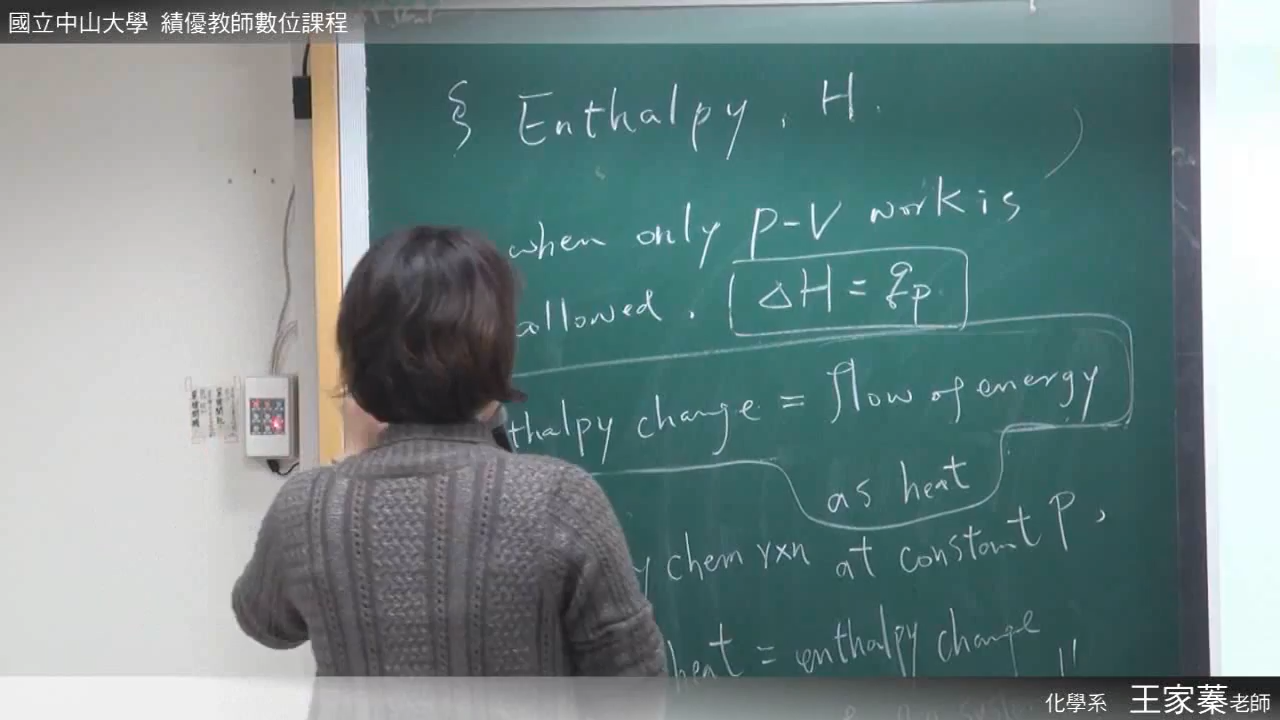 國立中山大學 績優教師數位課程
§ Enthalpy, H.
when only P-V work is
allowed. ΔH = qp
thalpy change = flow of energy
as heat
y chem rxn at constant P,
heat = enthalpy change
化學系 王家蓁老師